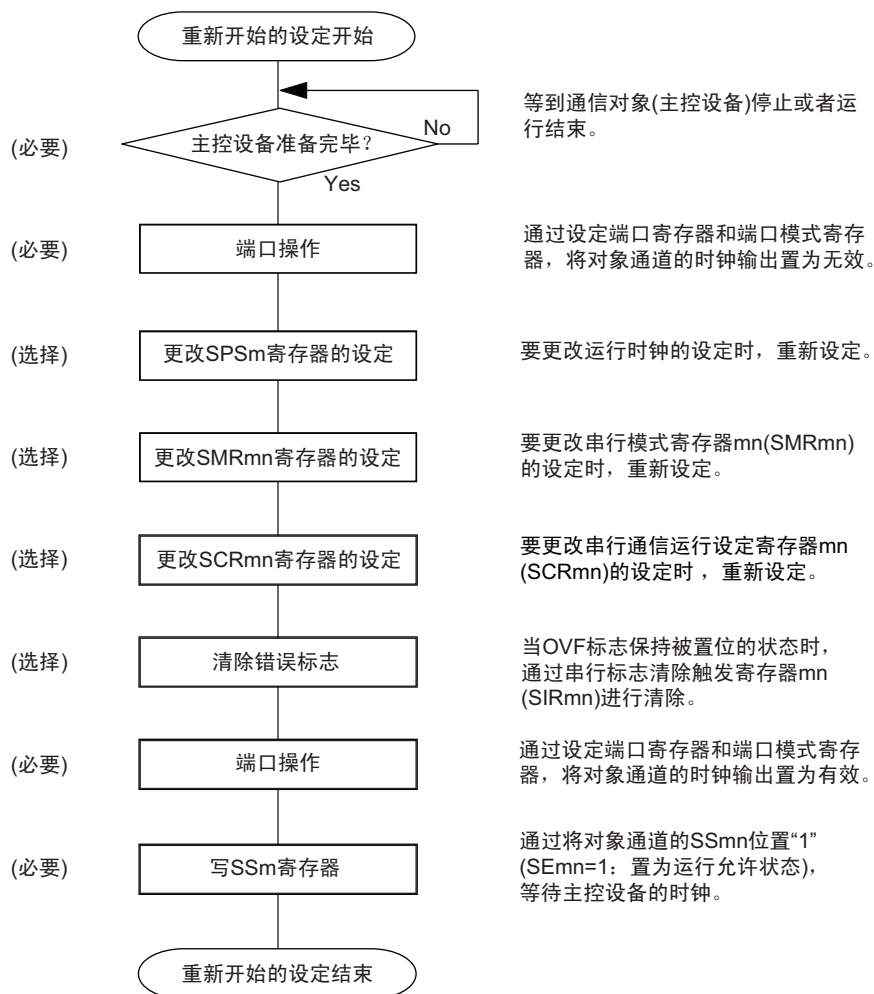 重新开始的设定开始
(必要)
主控设备准备完毕？
No
Yes
等到通信对象(主控设备)停止或者运
行结束。
(必要)
端口操作
通过设定端口寄存器和端口模式寄存
器，将对象通道的时钟输出置为无效。
(选择)
更改SPSm寄存器的设定
要更改运行时钟的设定时，重新设定。
(选择)
更改SMRmn寄存器的设定
要更改串行模式寄存器mn(SMRmn)
的设定时，重新设定。
(选择)
更改SCRmn寄存器的设定
要更改串行通信运行设定寄存器mn
(SCRmn)的设定时 ，重新设定。
(选择)
清除错误标志
当OVF标志保持被置位的状态时，
通过串行标志清除触发寄存器mn
(SIRmn)进行清除。
(必要)
端口操作
通过设定端口寄存器和端口模式寄存
器，将对象通道的时钟输出置为有效。
(必要)
写SSm寄存器
通过将对象通道的SSmn位置“1”
(SEmn=1：置为运行允许状态)，
等待主控设备的时钟。
重新开始的设定结束